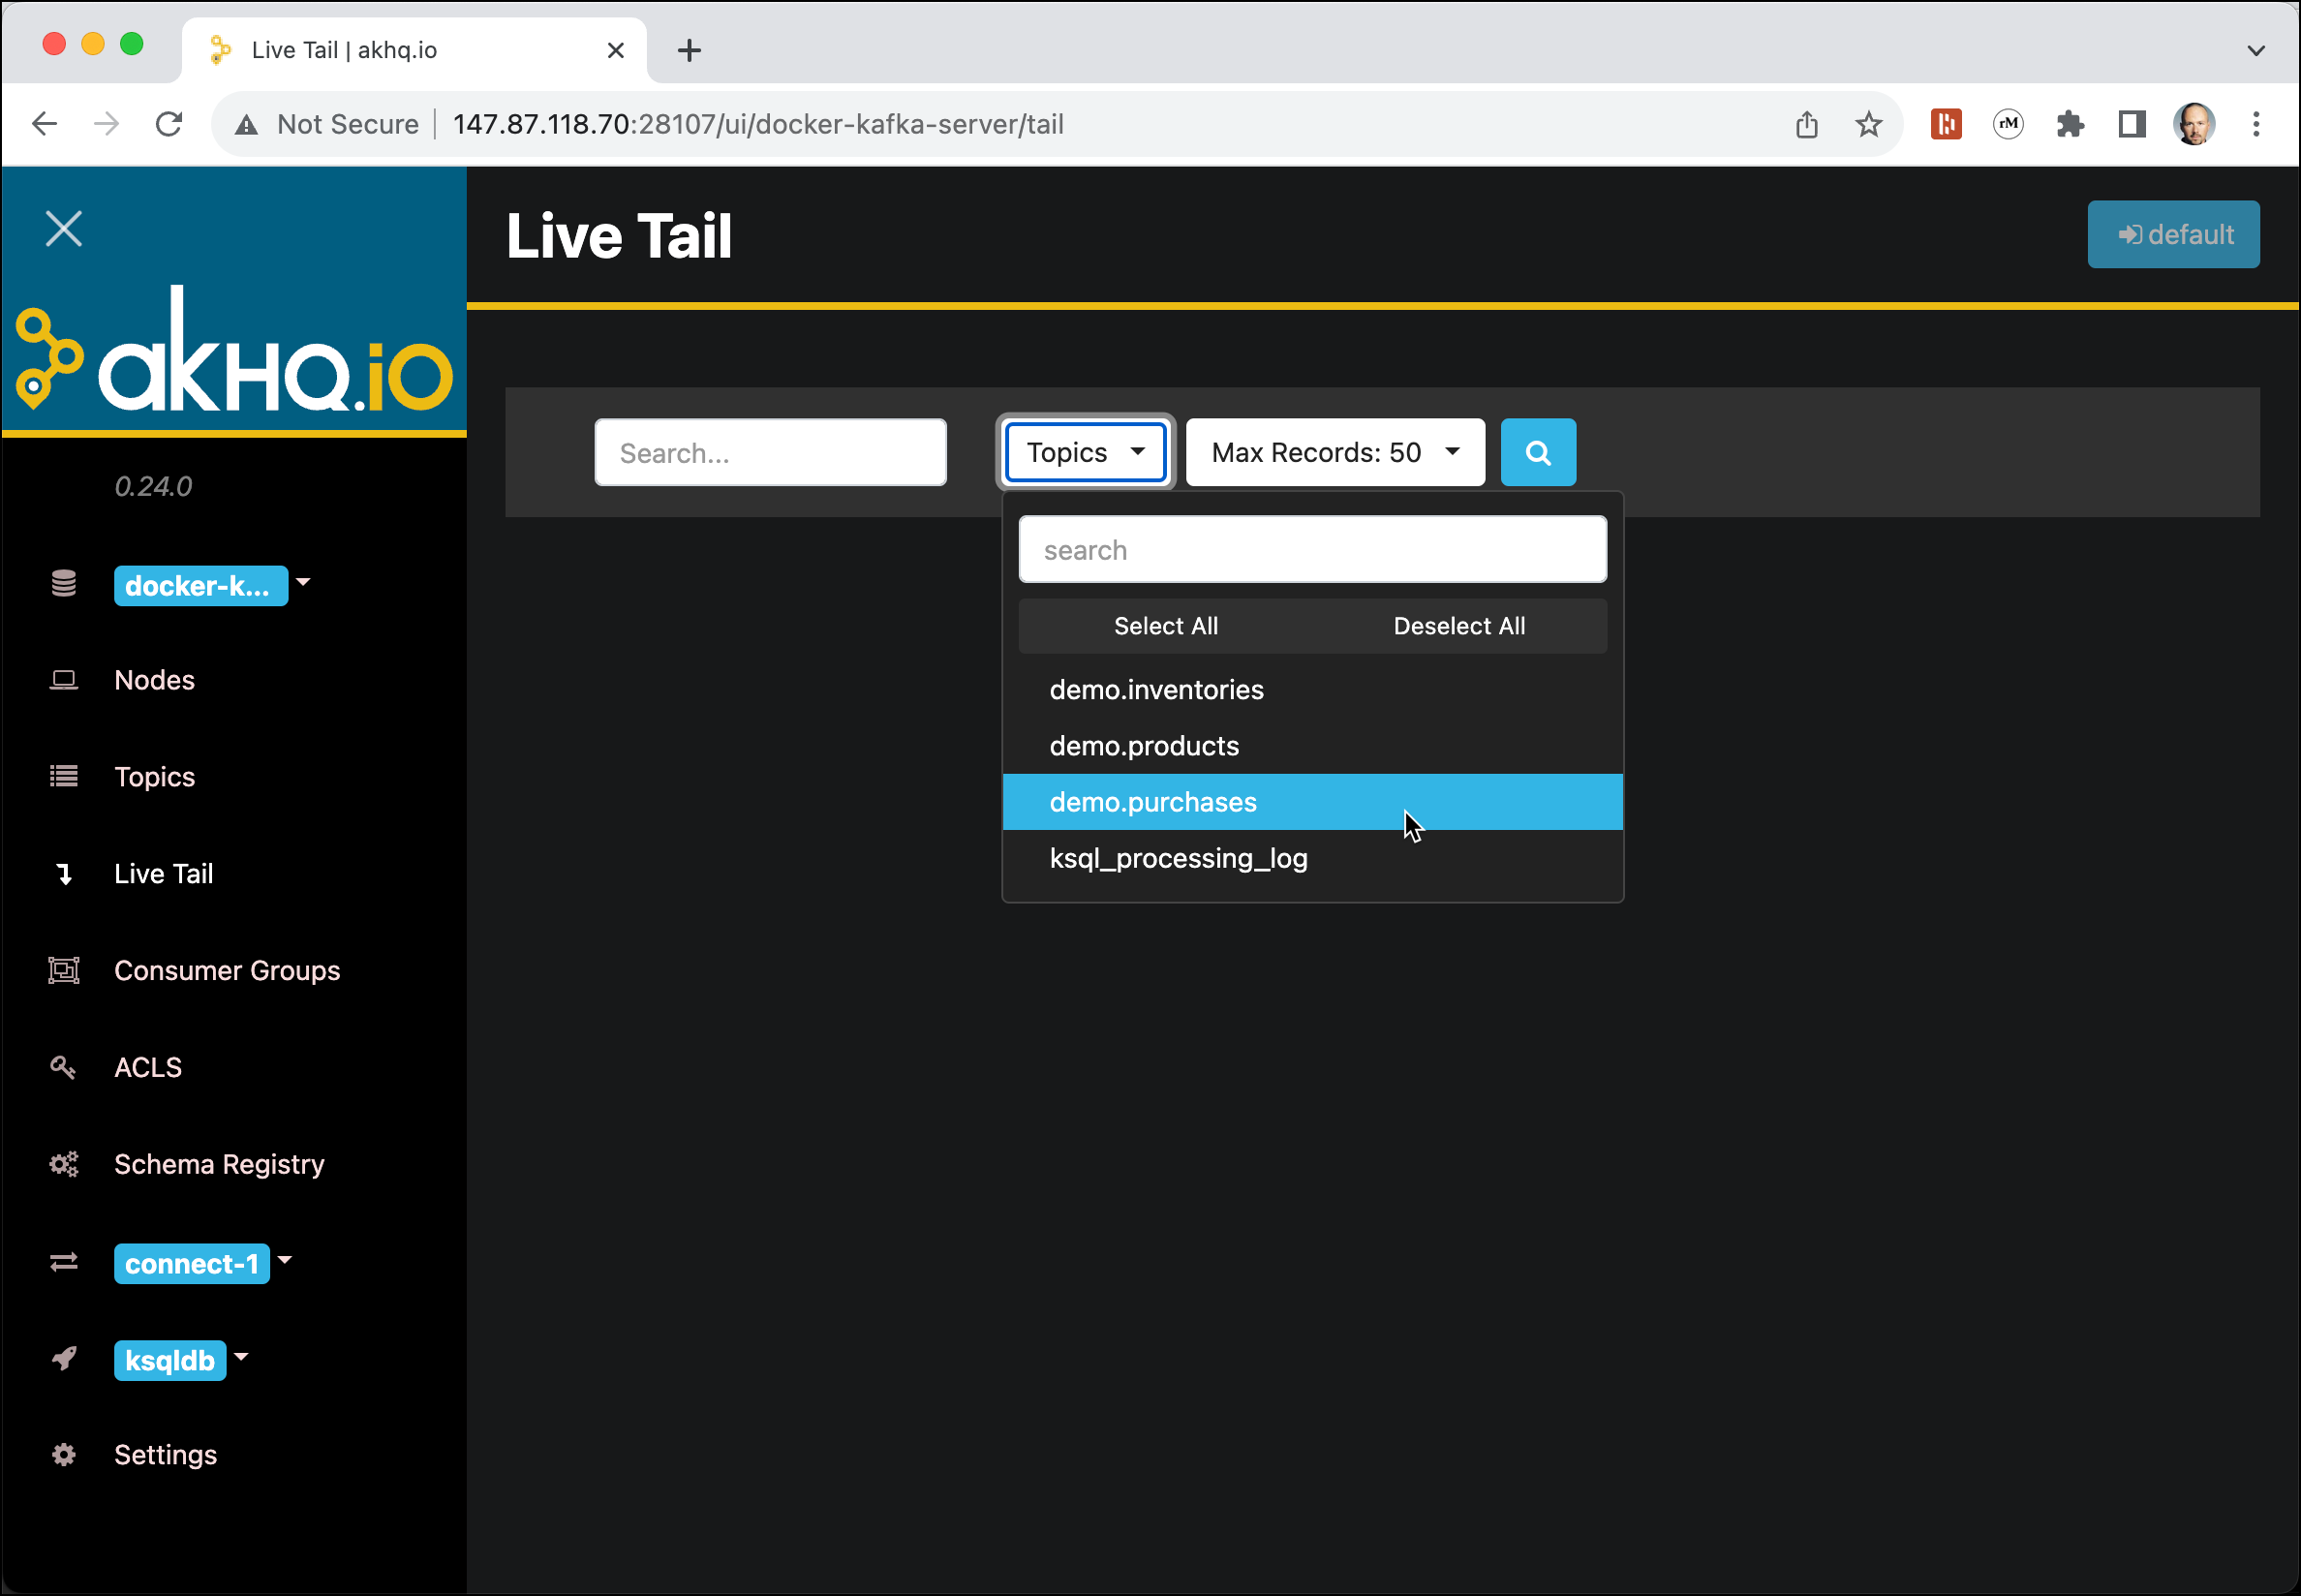 Live Tail | akhq.io
Not Secure | 147.87.118.70:28107/ui/docker-kafka-server/tail
rM
akHQ.io
0.24.0
docker-k...
Nodes
Topics
Live Tail
Consumer Groups
ACLS
Schema Registry
connect-1
ksqldb
Settings
Live Tail
default
Search...
Topics
Max Records: 50
search
Select All
Deselect All
demo.inventories
demo.products
demo.purchases
ksql_processing_log